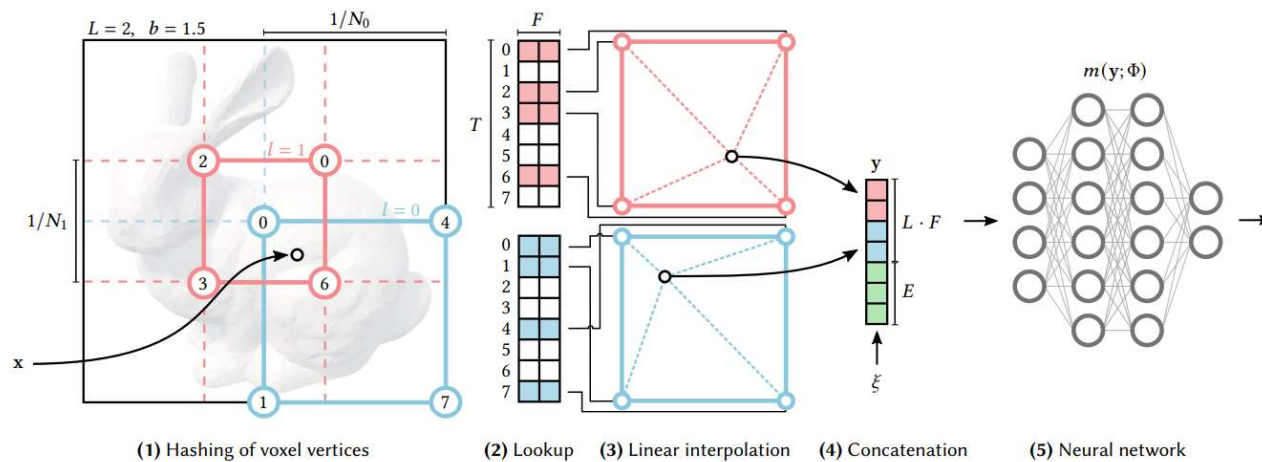 L = 2, b = 1.5
1/N₀
l = 1
2
0
1/N₁
l = 0
0
4
3
6
x
1
7
(1) Hashing of voxel vertices
F
T
0
1
2
3
4
5
6
7
0
1
2
3
4
5
6
7
(2) Lookup
(3) Linear interpolation
y
L · F
E
ξ
(4) Concatenation
m(y; Φ)
(5) Neural network